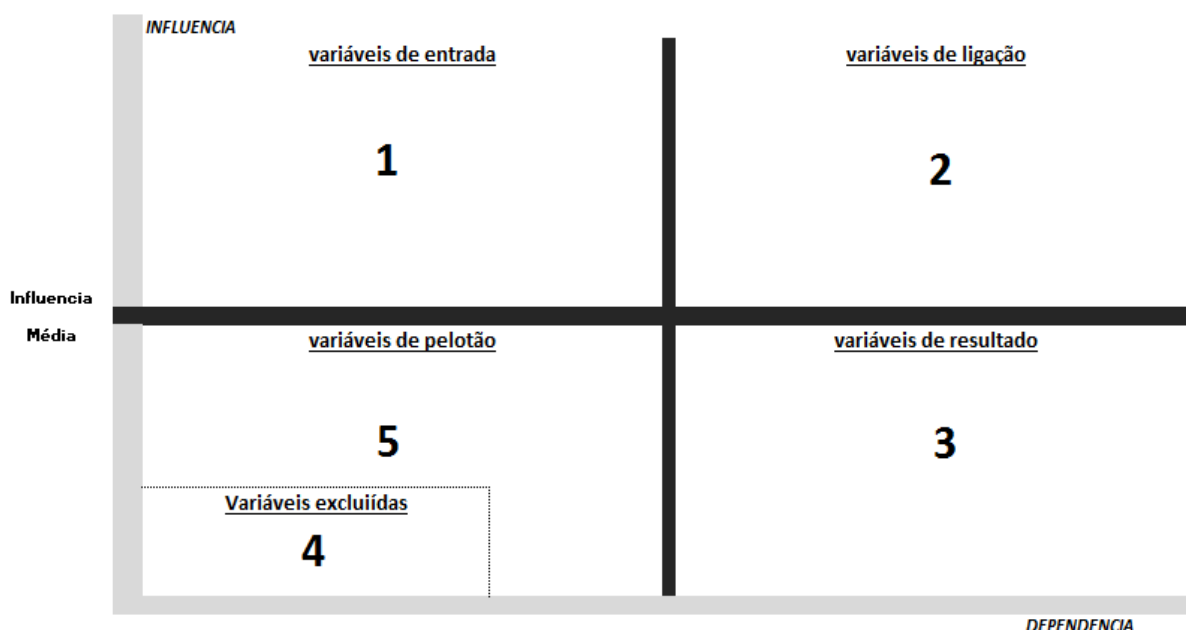 INFLUENCIA
variáveis de entrada
variáveis de ligação
1
2
Influencia
Média
variáveis de pelotão
variáveis de resultado
5
3
Variáveis excluiídas
4
DEPENDENCIA